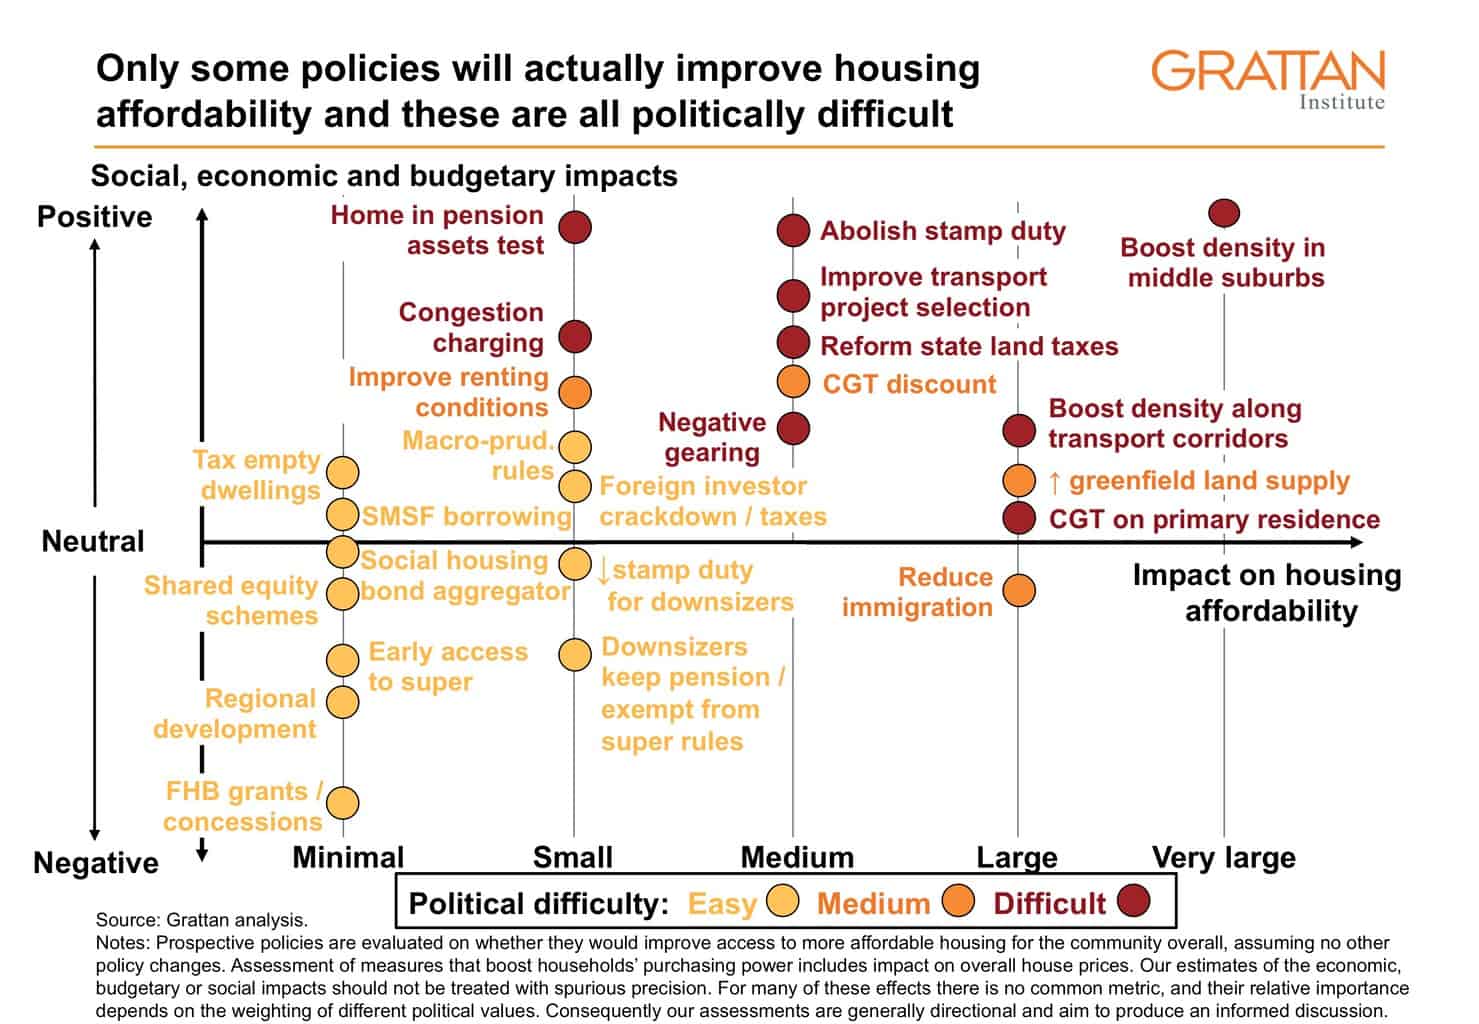 Only some policies will actually improve housing
affordability and these are all politically difficult
GRATTAN
Institute
Social, economic and budgetary impacts
Positive
Neutral
Negative
Home in pension
assets test
Congestion
charging
Improve renting
conditions
Macro-prud.
rules
Tax empty
dwellings
SMSF borrowing
Foreign investor
crackdown / taxes
Negative
gearing
Abolish stamp duty
Improve transport
project selection
Reform state land taxes
CGT discount
Boost density in
middle suburbs
Boost density along
transport corridors
↑ greenfield land supply
CGT on primary residence
Social housing
bond aggregator
Shared equity
schemes
↓stamp duty
for downsizers
Reduce
immigration
Impact on housing
affordability
Early access
to super
Regional
development
Downsizers
keep pension /
exempt from
super rules
FHB grants /
concessions
Minimal
Small
Medium
Large
Very large
Political difficulty: Easy Medium Difficult
Source: Grattan analysis.
Notes: Prospective policies are evaluated on whether they would improve access to more affordable housing for the community overall, assuming no other
policy changes. Assessment of measures that boost households’ purchasing power includes impact on overall house prices. Our estimates of the economic,
budgetary or social impacts should not be treated with spurious precision. For many of these effects there is no common metric, and their relative importance
depends on the weighting of different political values. Consequently our assessments are generally directional and aim to produce an informed discussion.